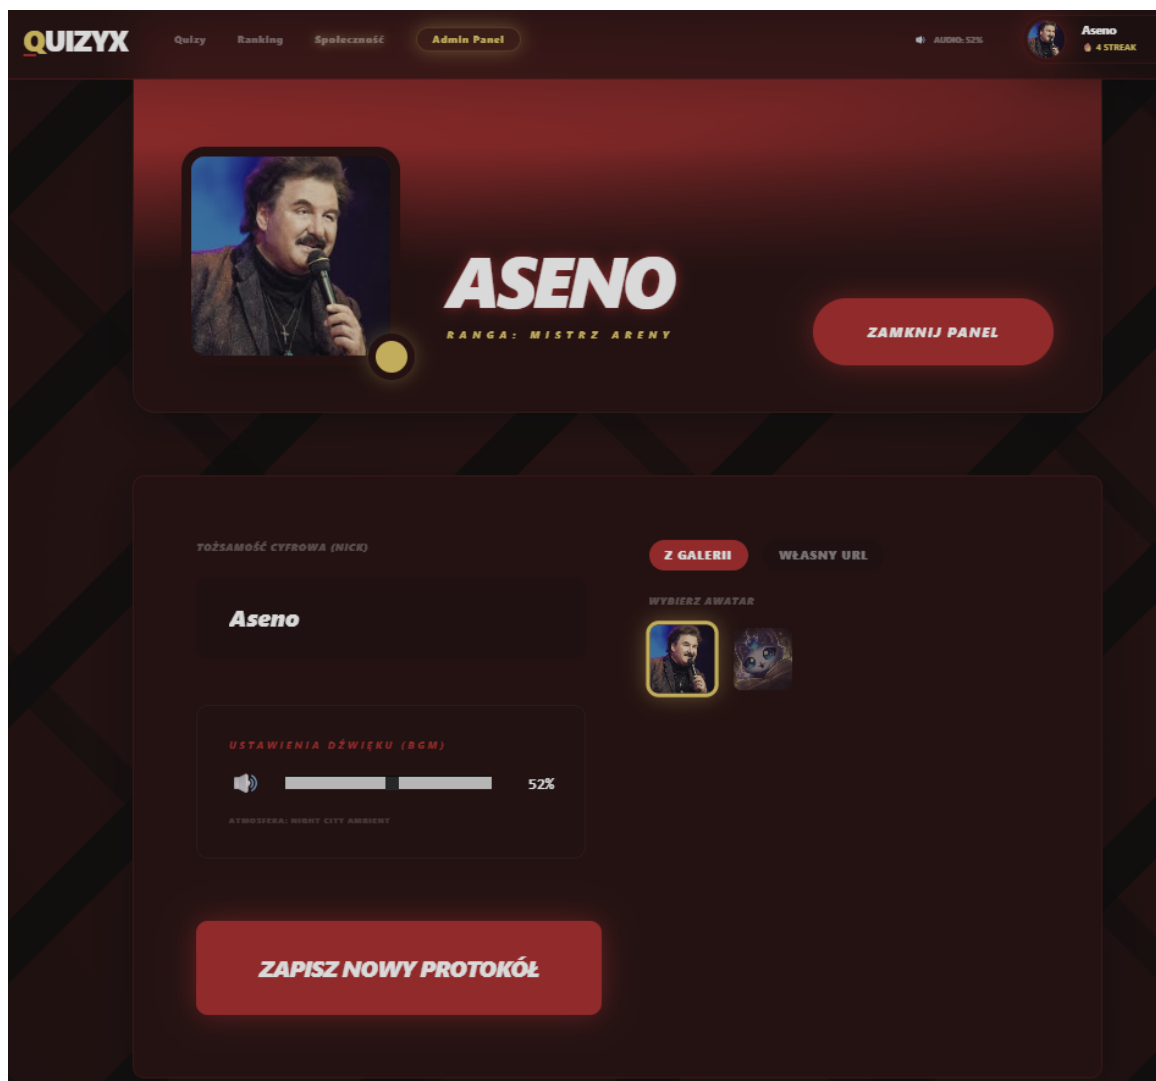 QUIZYX
Quizy
Ranking
Społeczność
Admin Panel
AUDIO: 52%
Aseno
4 STREAK
ASENO
RANGA: MISTRZ ARENY
ZAMKNIJ PANEL
TOŻSAMOŚĆ CYFROWA (NICK)
Aseno
Z GALERII
WŁASNY URL
WYBIERZ AWATAR
USTAWIENIA DŹWIĘKU (BGM)
52%
ATMOSFERA: NIGHT CITY AMBIENT
ZAPISZ NOWY PROTOKÓŁ